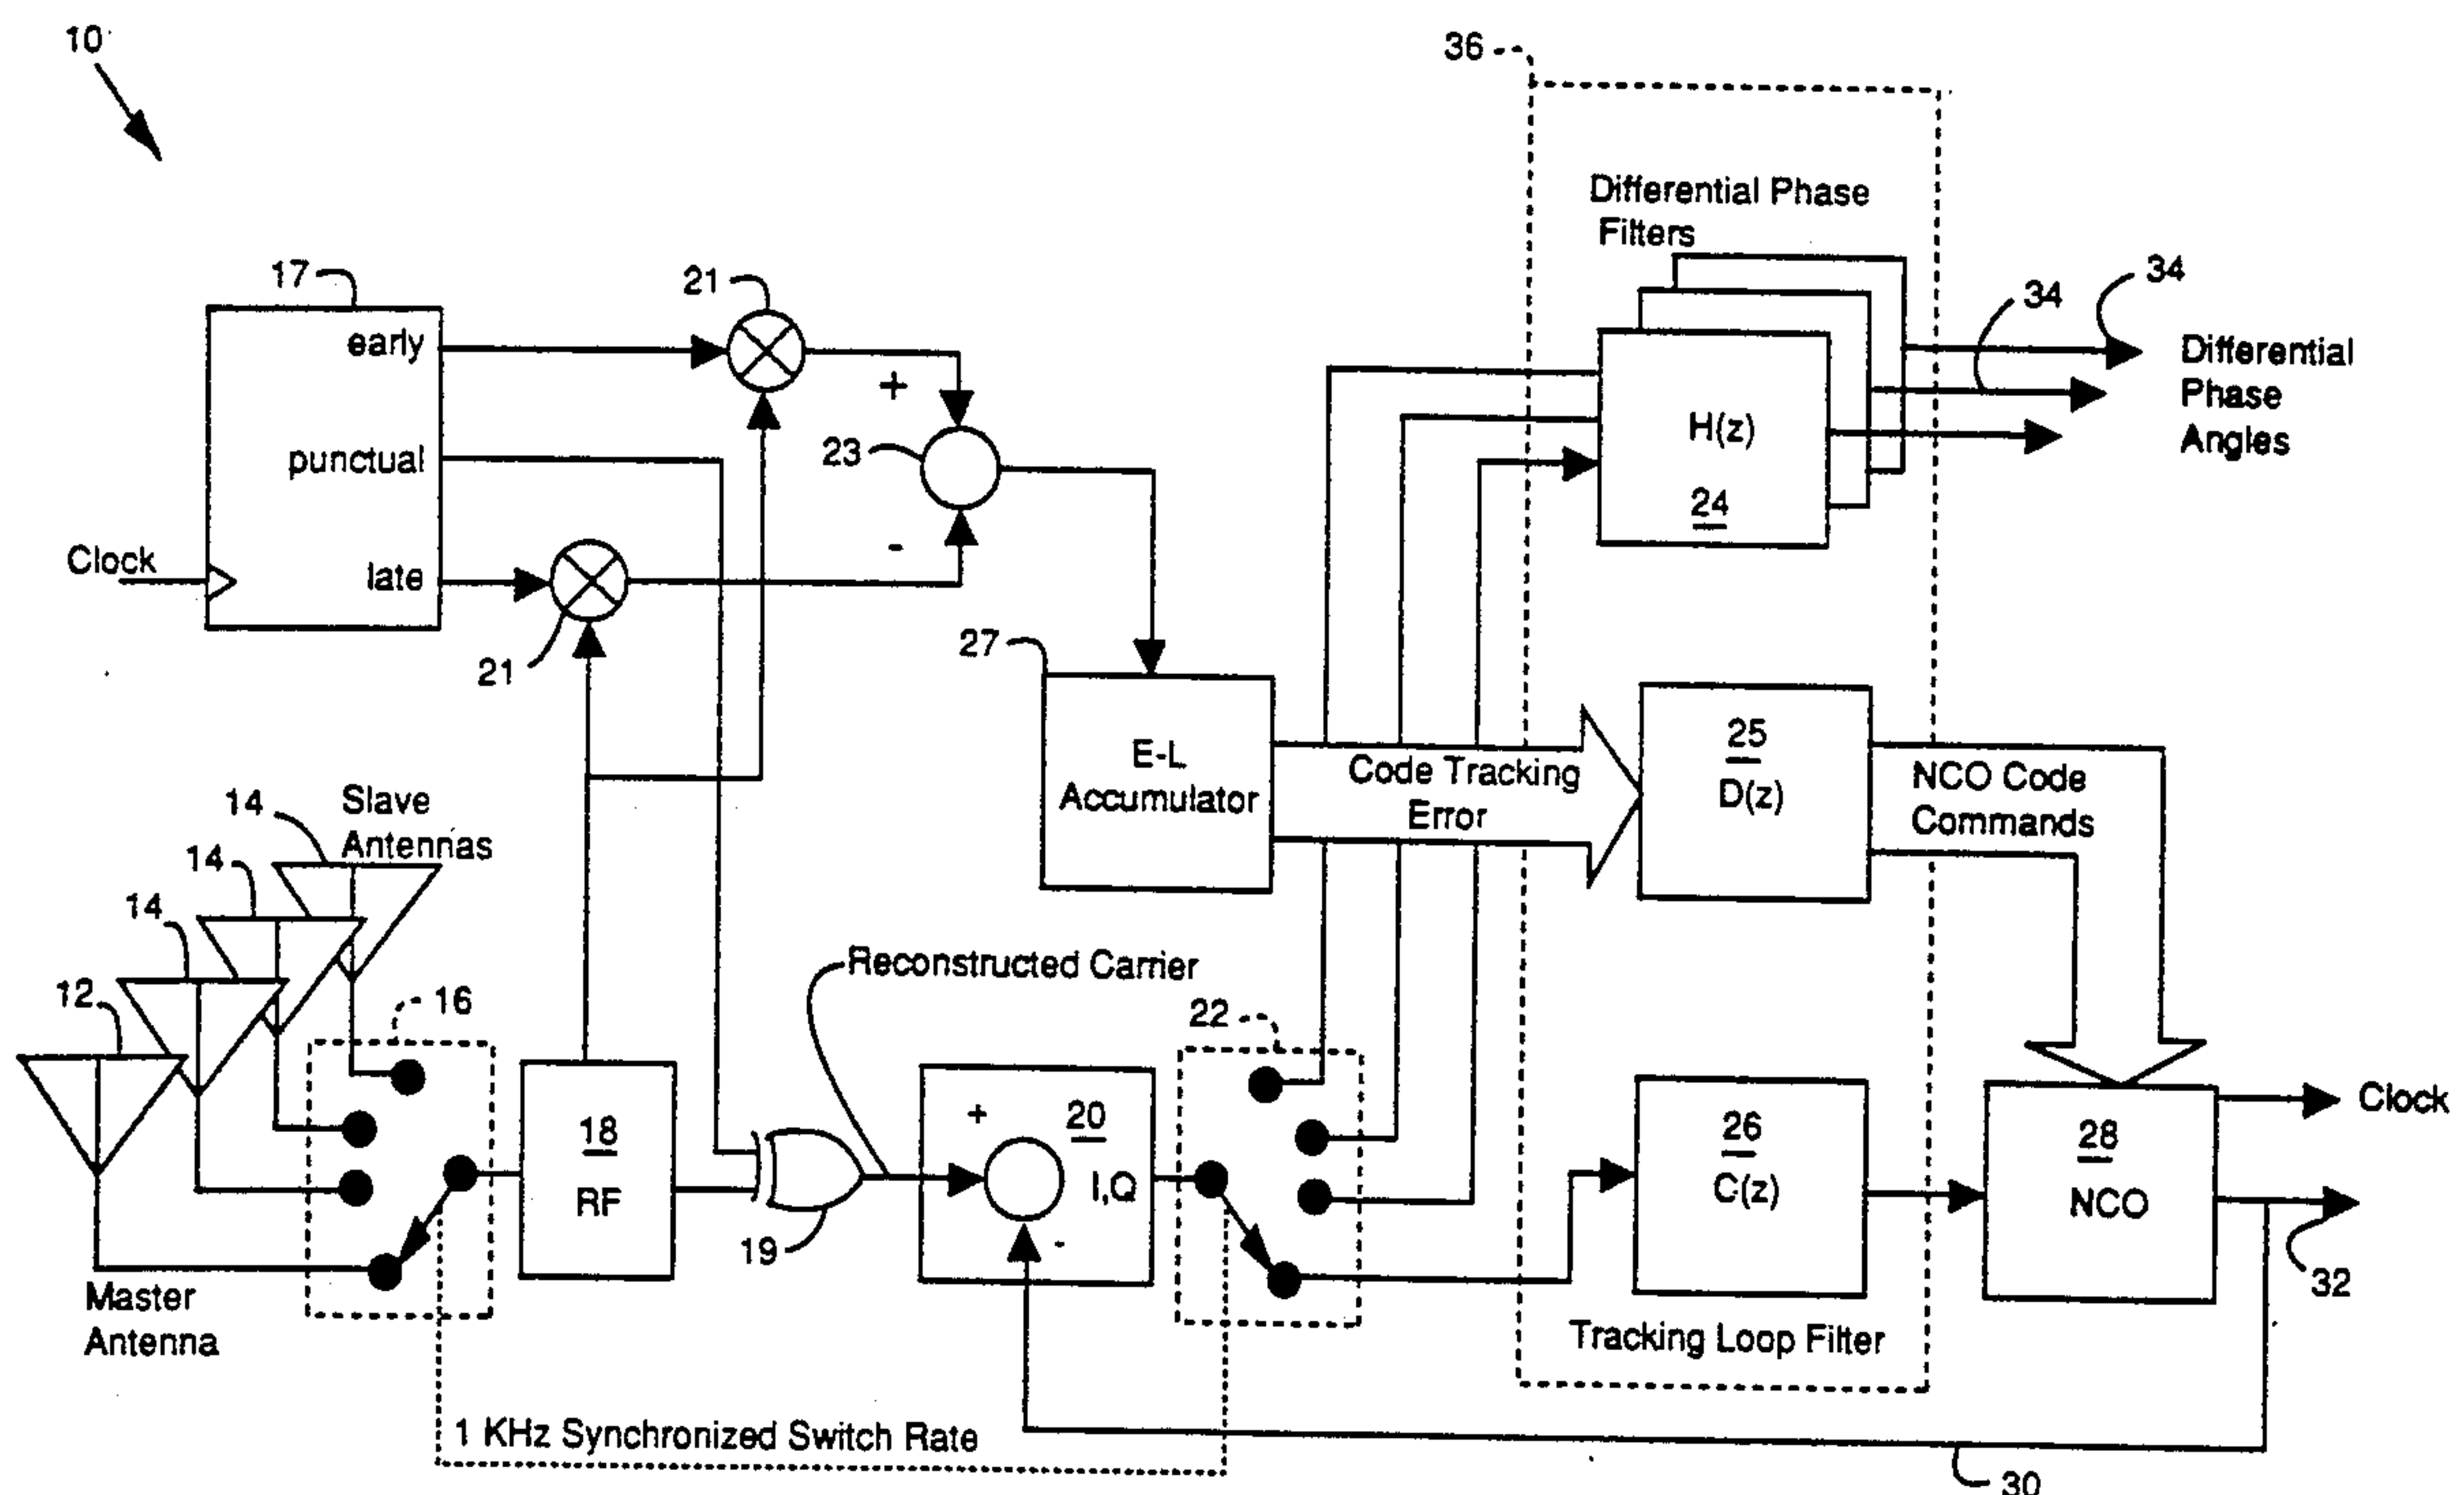 10
36
Differential Phase
Filters
17
21
34
34
early
Differential
Phase
Angles
+
H(z)
23
punctual
24
-
Clock
late
21
27
25
D(z)
E-L
Accumulator
Code Tracking
Error
NCO Code
Commands
14
Slave
Antennas
14
14
12
16
Reconstructed Carrier
22
Clock
+
20
I,Q
18
RF
26
C(z)
28
NCO
19
-
32
Master
Antenna
Tracking Loop Filter
1 KHz Synchronized Switch Rate
30